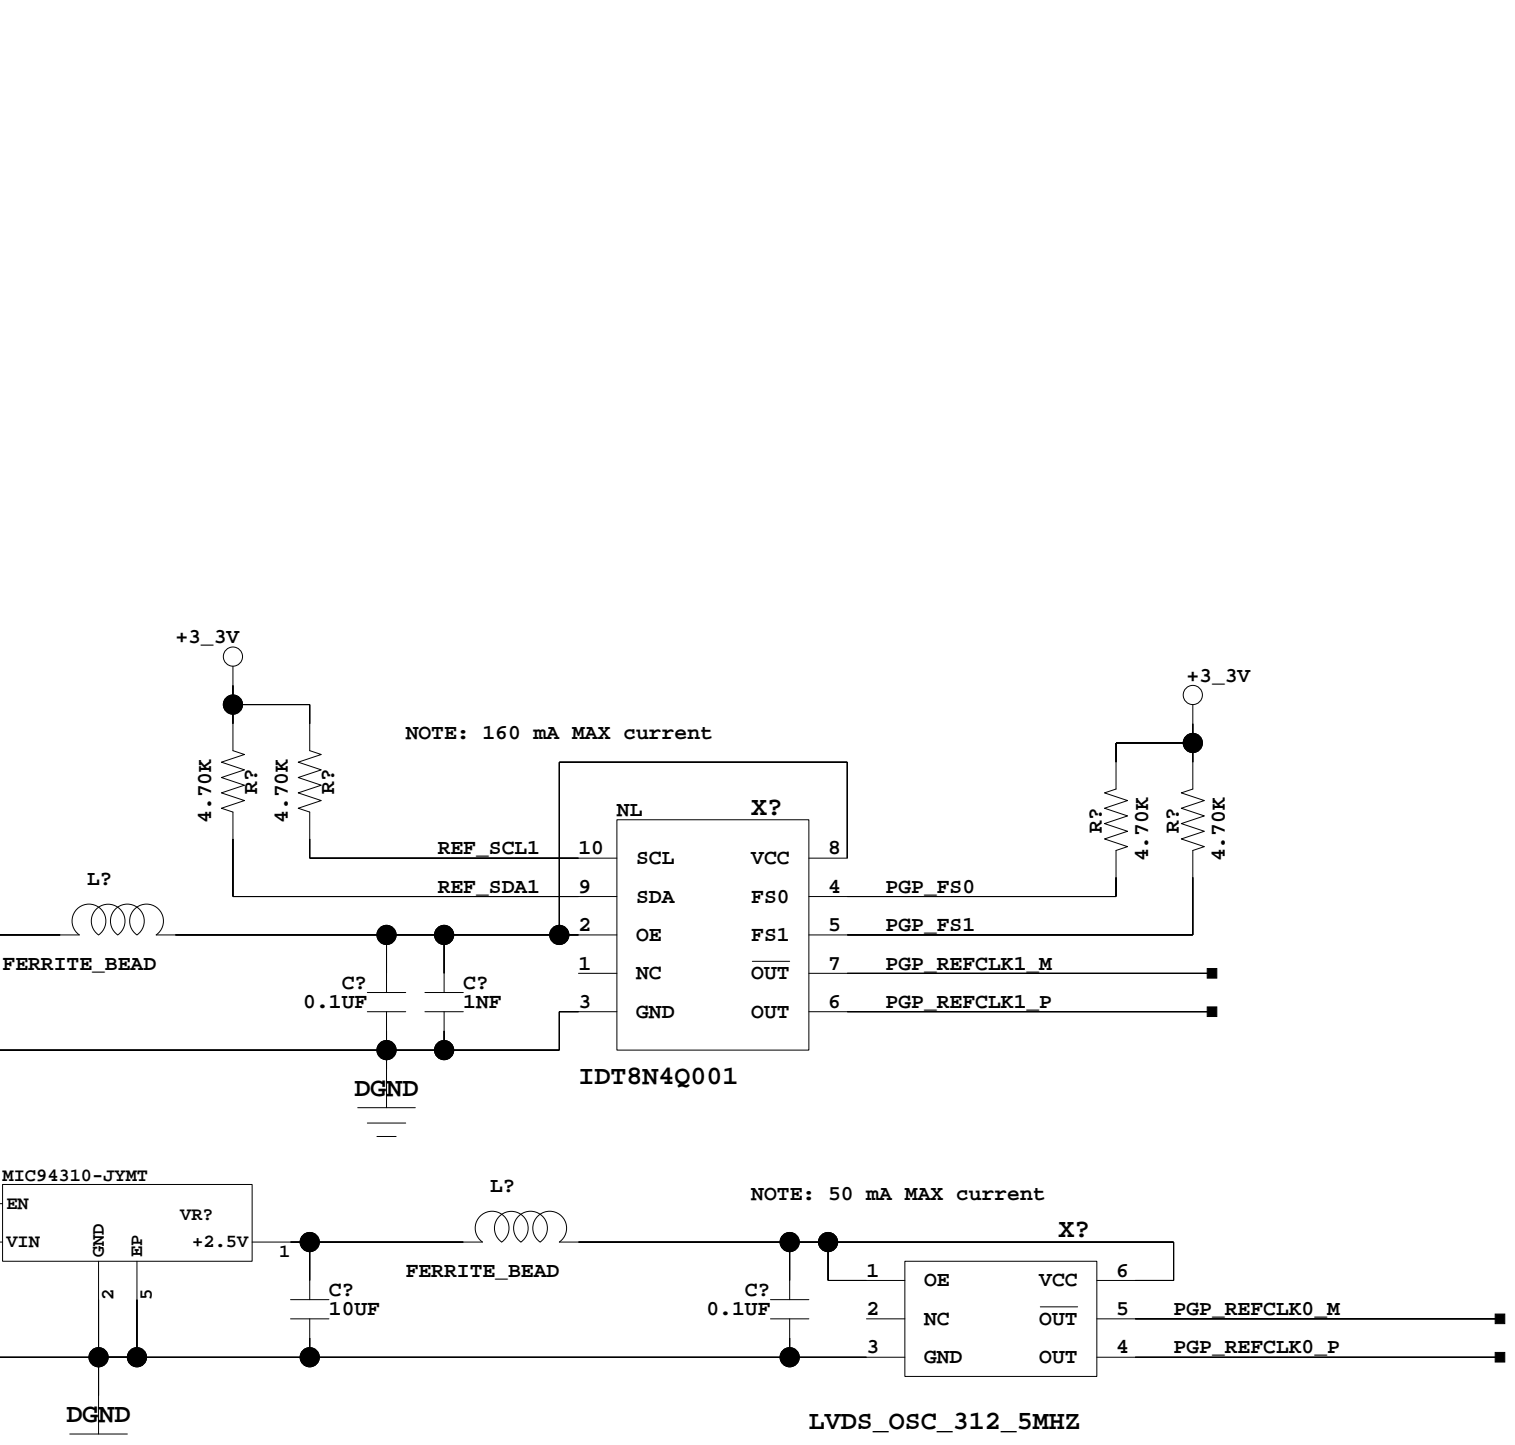 +3_3V
+3_3V
NOTE: 160 mA MAX current
4.70K
R?
4.70K
R?
R?
4.70K
R?
4.70K
NL
X?
REF_SCL1
10
SCL
VCC
8
REF_SDA1
9
SDA
FS0
4
PGP_FS0
L?
2
OE
FS1
5
PGP_FS1
FERRITE_BEAD
1
NC
OUT
7
PGP_REFCLK1_M
C?
0.1UF
C?
1NF
3
GND
OUT
6
PGP_REFCLK1_P
DGND
IDT8N4Q001
MIC94310-JYMT
EN
VR?
VIN
GND
EP
+2.5V
1
2
5
L?
FERRITE_BEAD
NOTE: 50 mA MAX current
X?
C?
10UF
C?
0.1UF
1
OE
VCC
6
2
NC
OUT
5
PGP_REFCLK0_M
3
GND
OUT
4
PGP_REFCLK0_P
DGND
LVDS_OSC_312_5MHZ